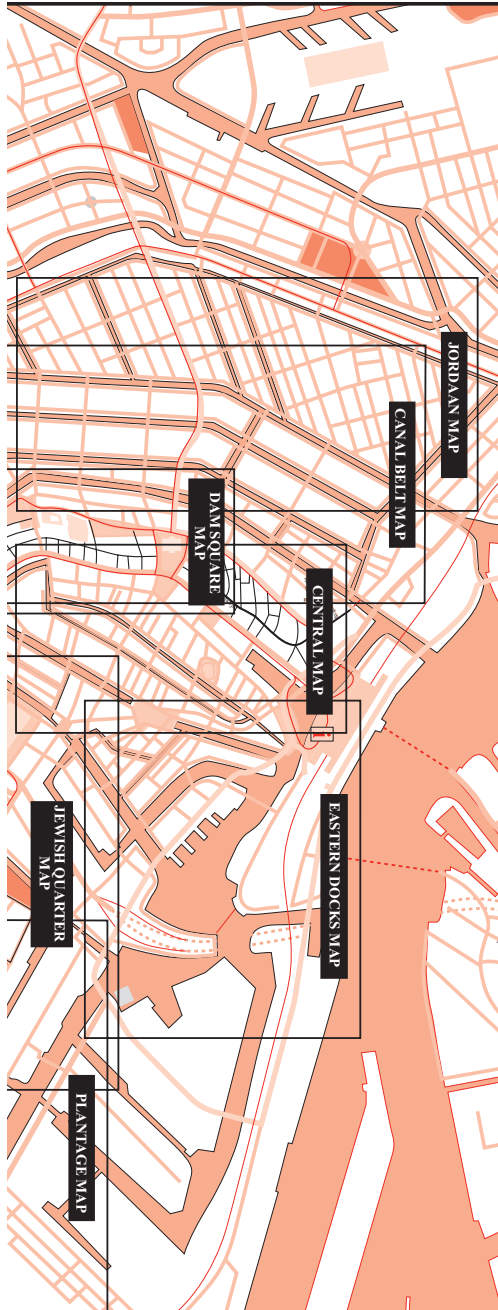 JORDAAN MAP
CANAL BELT MAP
DAM SQUARE
MAP
CENTRAL MAP
i
EASTERN DOCKS MAP
JEWISH QUARTER
MAP
PLANTAGE MAP